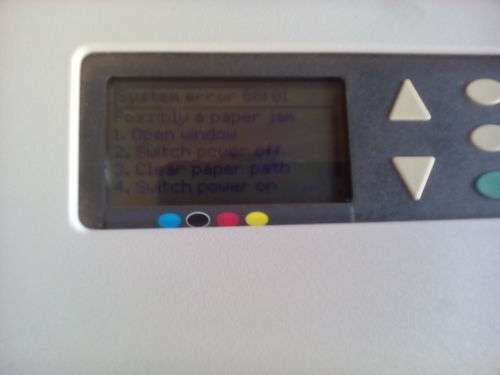 System error
Possibly a paper jam
1. Open window
2. Switch power off
3. Clear paper path
4. Switch power on